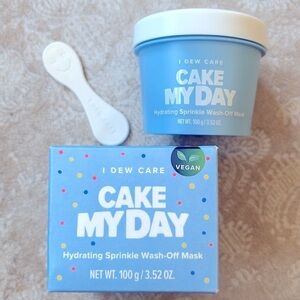 I DEW CARE
CAKE
MY DAY
Hydrating Sprinkle Wash-Off Mask
NET WT. 100 g / 3.52 OZ.
I DEW CARE
VEGAN
CAKE
MY DAY
Hydrating Sprinkle Wash-Off Mask
NET WT. 100 g / 3.52 OZ.